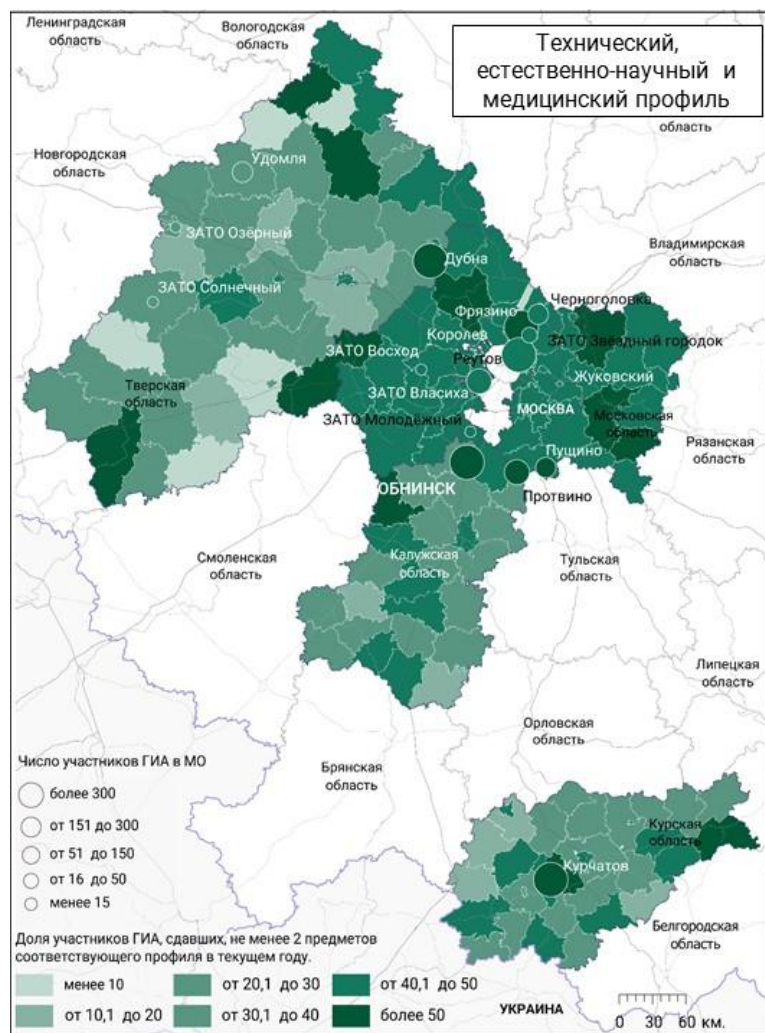 Ленинградская
область
Вологодская
область
Технический,
естественно-научный и
медицинский профиль
область
Новгородская
область
Удомля
ЗАТО Озёрный
Владимирская
область
Дубна
ЗАТО Солнечный
Черноголовка
Фрязино
Королев
ЗАТО Звёздный городок
ЗАТО Восход
Реутов
Тверская
область
ЗАТО Власиха
Жуковский
МОСКВА
ЗАТО Молодёжный
Московская
область
Пущино
Рязанская
область
ОБНИНСК
Протвино
Смоленская
область
Калужская
область
Тульская
область
Липецкая
область
Орловская
область
Число участников ГИА в МО
Брянская
область
более 300
от 151 до 300
от 51 до 150
от 16 до 50
менее 15
Курская
область
Курчатов
Белгородская
область
Доля участников ГИА, сдавших, не менее 2 предметов
соответствующего профиля в текущем году.
менее 10
от 20,1 до 30
от 40,1 до 50
от 10,1 до 20
от 30,1 до 40
более 50
УКРАИНА
0 30 60 км.